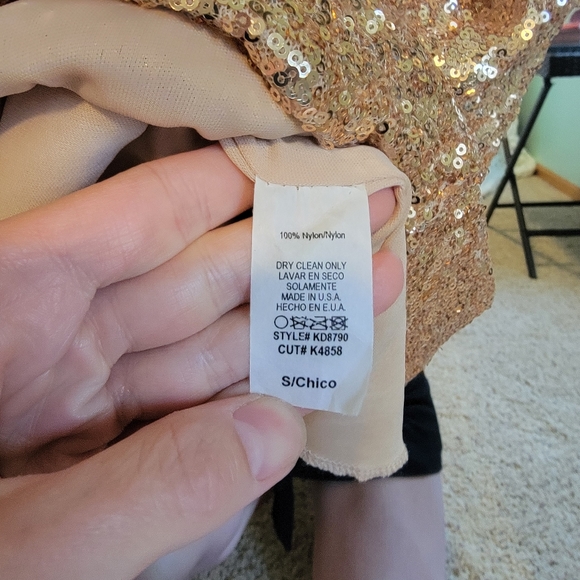 100% Nylon/Nylon
DRY CLEAN ONLY
LAVAR EN SECO
SOLAMENTE
MADE IN U.S.A.
HECHO EN E.U.A.
STYLE# KD8790
CUT# K4858
S/Chico